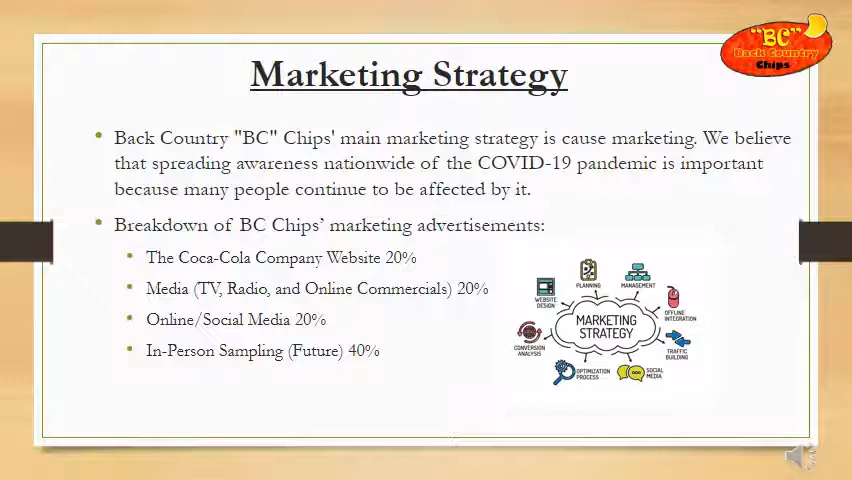 "BC"
Back Country
Chips
Marketing Strategy
Back Country "BC" Chips' main marketing strategy is cause marketing. We believe
that spreading awareness nationwide of the COVID-19 pandemic is important
because many people continue to be affected by it.
Breakdown of BC Chips’ marketing advertisements:
The Coca-Cola Company Website 20%
Media (TV, Radio, and Online Commercials) 20%
Online/Social Media 20%
In-Person Sampling (Future) 40%
PLANNING
MANAGEMENT
WEBSITE
DESIGN
OFFLINE
INTEGRATION
MARKETING
STRATEGY
CONVERSION
ANALYSIS
TRAFFIC
BUILDING
OPTIMIZATION
PROCESS
SOCIAL
MEDIA